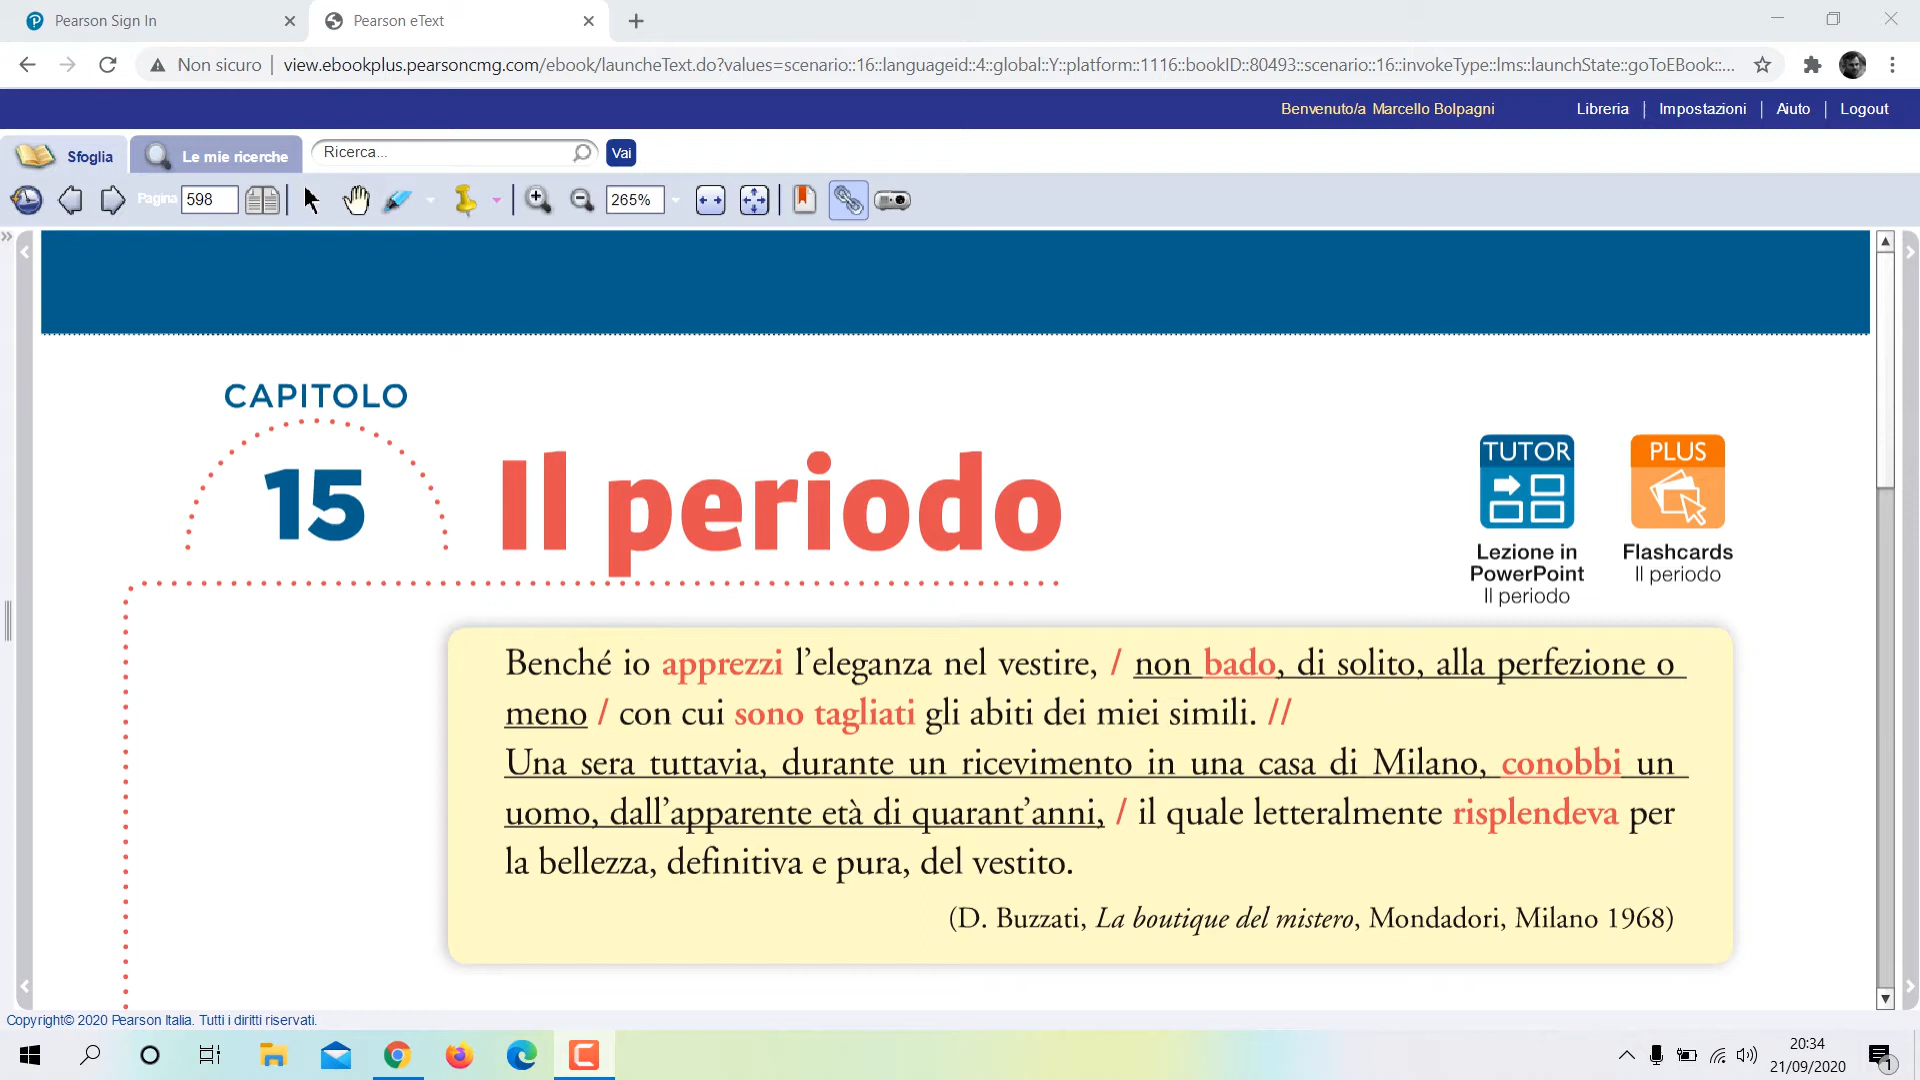 Pearson Sign In
Pearson eText
Non sicuro
view.ebookplus.pearsoncmg.com/ebook/launcheText.do?values=scenario::16::languageid::4::global::Y::platform::1116::bookID::80493::scenario::16::invokeType::lms::launchState::goToEBook::...
Benvenuto/a Marcello Bolpagni
Libreria | Impostazioni | Aiuto | Logout
Sfoglia
Le mie ricerche
Ricerca...
Vai
Pagina
598
265%
CAPITOLO
15
Il periodo
TUTOR
Lezione in
PowerPoint
Il periodo
PLUS
Flashcards
Il periodo
Benché io apprezzi l'eleganza nel vestire, / non bado, di solito, alla perfezione o
meno / con cui sono tagliati gli abiti dei miei simili. //
Una sera tuttavia, durante un ricevimento in una casa di Milano, conobbi un
uomo, dall'apparente età di quarant'anni, / il quale letteralmente risplendeva per
la bellezza, definitiva e pura, del vestito.
(D. Buzzati, La boutique del mistero, Mondadori, Milano 1968)
Copyright© 2020 Pearson Italia. Tutti i diritti riservati.
20:34
21/09/2020
1